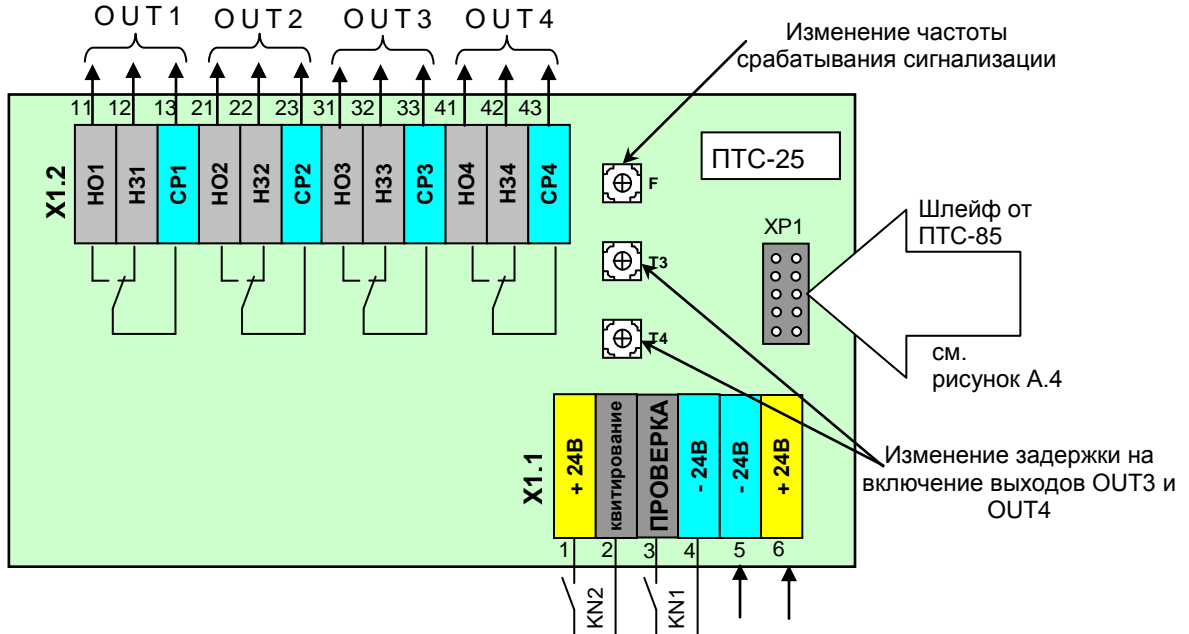 OUT1 OUT2 OUT3 OUT4
Изменение частоты
срабатывания сигнализации
11 12 13 21 22 23 31 32 33 41 42 43
X1.2
НО1 НЗ1 СР1 НО2 НЗ2 СР2 НО3 НЗ3 СР3 НО4 НЗ4 СР4
ПТС-25
F
XP1
Шлейф от
ПТС-85
T3
T4
см.
рисунок А.4
X1.1
+ 24В квитирование ПРОВЕРКА - 24В - 24В + 24В
Изменение задержки на
включение выходов OUT3 и
OUT4
1 2 3 4 5 6
KN2 KN1